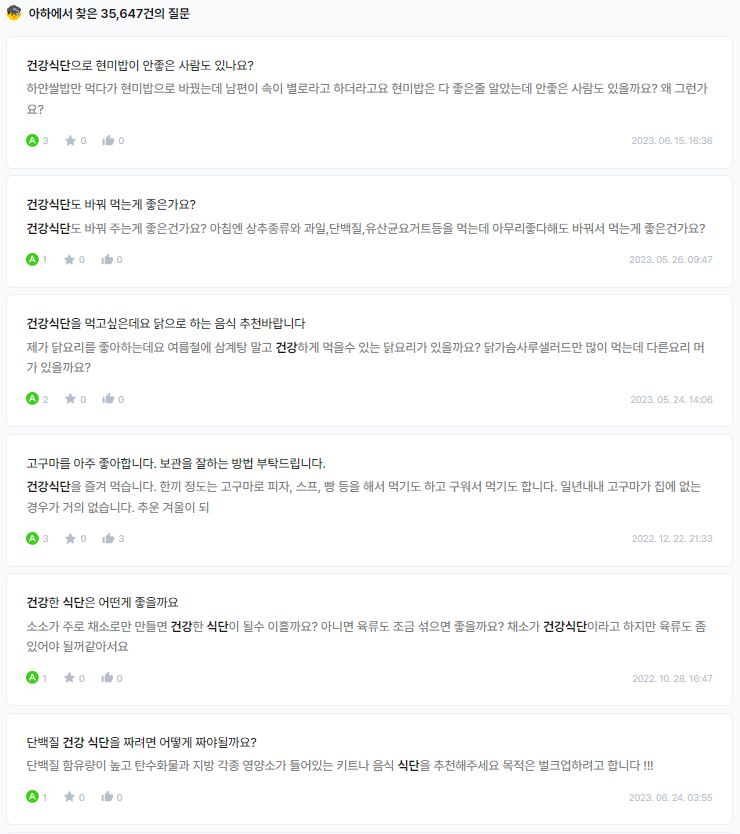 아하에서 찾은 35,647건의 질문
건강식단으로 현미밥이 안좋은 사람도 있나요?
하얀쌀밥만 먹다가 현미밥으로 바꿨는데 남편이 속이 별로라고 하더라고요 현미밥은 다 좋은줄 알았는데 안좋은 사람도 있을까요? 왜 그런가
요?
A 3 0 0 2023. 06. 15. 16:36
건강식단도 바꿔 먹는게 좋은가요?
건강식단도 바꿔 주는게 좋은건가요? 아침엔 상추종류와 과일,단백질,유산균요거트등을 먹는데 아무리좋다해도 바꿔서 먹는게 좋은건가요?
A 1 0 0 2023. 05. 26. 09:47
건강식단을 먹고싶은데요 닭으로 하는 음식 추천바랍니다
제가 닭요리를 좋아하는데요 여름철에 삼계탕 말고 건강하게 먹을수 있는 닭요리가 있을까요? 닭가슴사루샐러드만 많이 먹는데 다른요리 머
가 있을까요?
A 2 0 0 2023. 05. 24. 14:06
고구마를 아주 좋아합니다. 보관을 잘하는 방법 부탁드립니다.
건강식단을 즐겨 먹습니다. 한끼 정도는 고구마로 피자, 스프, 빵 등을 해서 먹기도 하고 구워서 먹기도 합니다. 일년내내 고구마가 집에 없는
경우가 거의 없습니다. 추운 겨울이 되
A 3 0 3 2022. 12. 22. 21:33
건강한 식단은 어떤게 좋을까요
소소가 주로 채소로만 만들면 건강한 식단이 될수 이흘까요? 아니면 육류도 조금 섞으면 좋을까요? 채소가 건강식단이라고 하지만 육류도 좀
있어야 될꺼같아서요
A 1 0 0 2022. 10. 28. 16:47
단백질 건강 식단을 짜려면 어떻게 짜야될까요?
단백질 함유량이 높고 탄수화물과 지방 각종 영양소가 들어있는 키트나 음식 식단을 추천해주세요 목적은 벌크업하려고 합니다 !!!
A 1 0 0 2023. 06. 24. 03:55